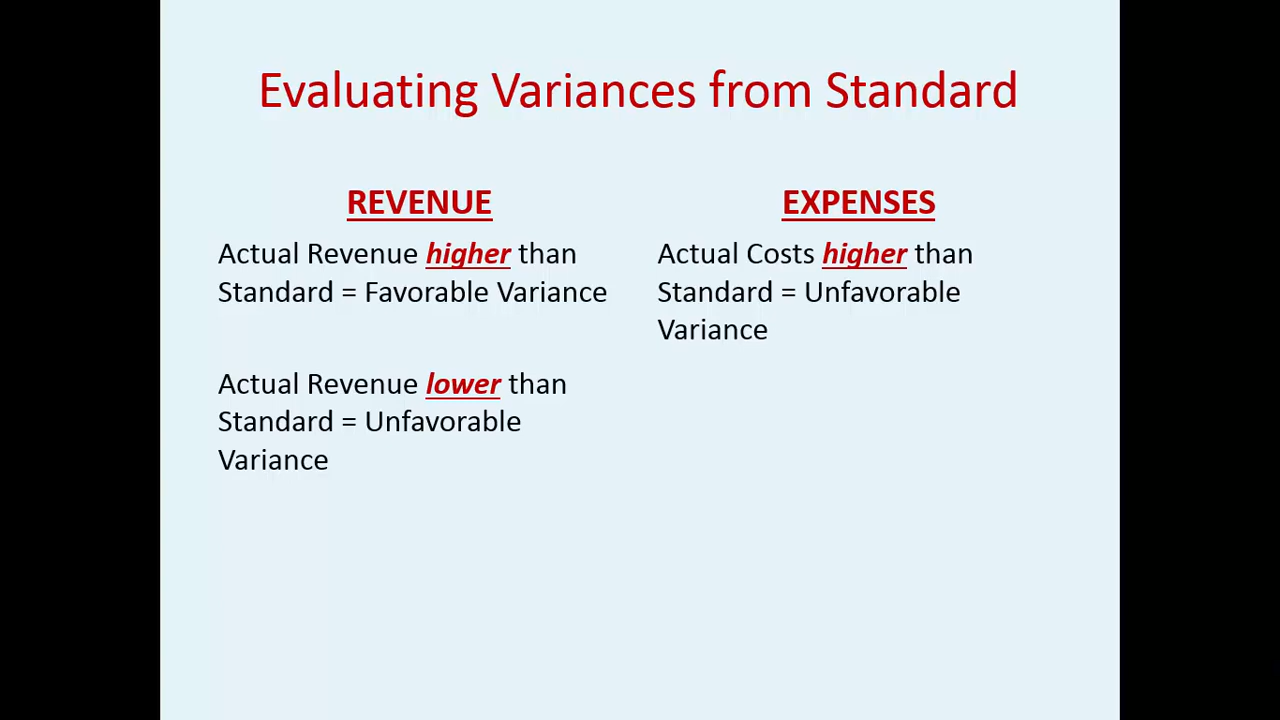 Evaluating Variances from Standard
REVENUE
Actual Revenue higher than
Standard = Favorable Variance
Actual Revenue lower than
Standard = Unfavorable
Variance
EXPENSES
Actual Costs higher than
Standard = Unfavorable
Variance